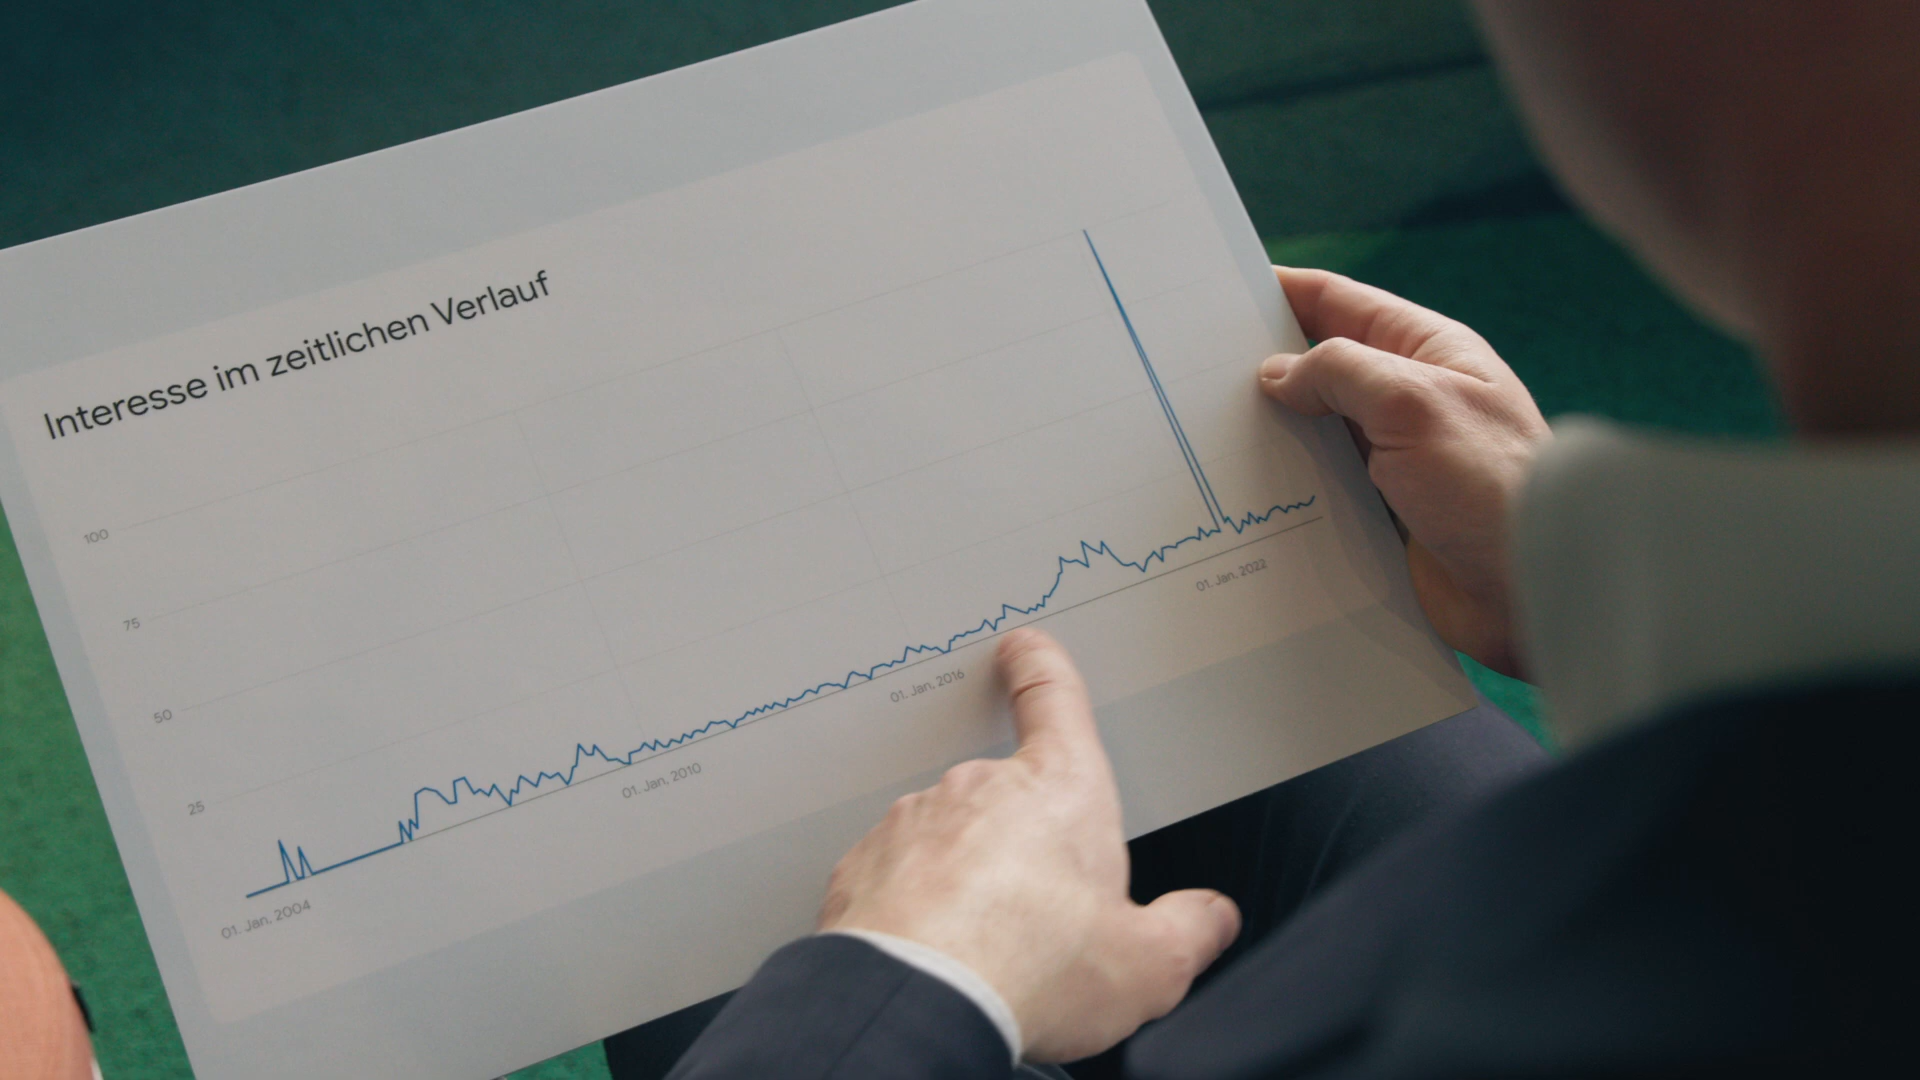 Interesse im zeitlichen Verlauf
100
75
50
25
01. Jan. 2004
01. Jan. 2010
01. Jan. 2016
01. Jan. 2022